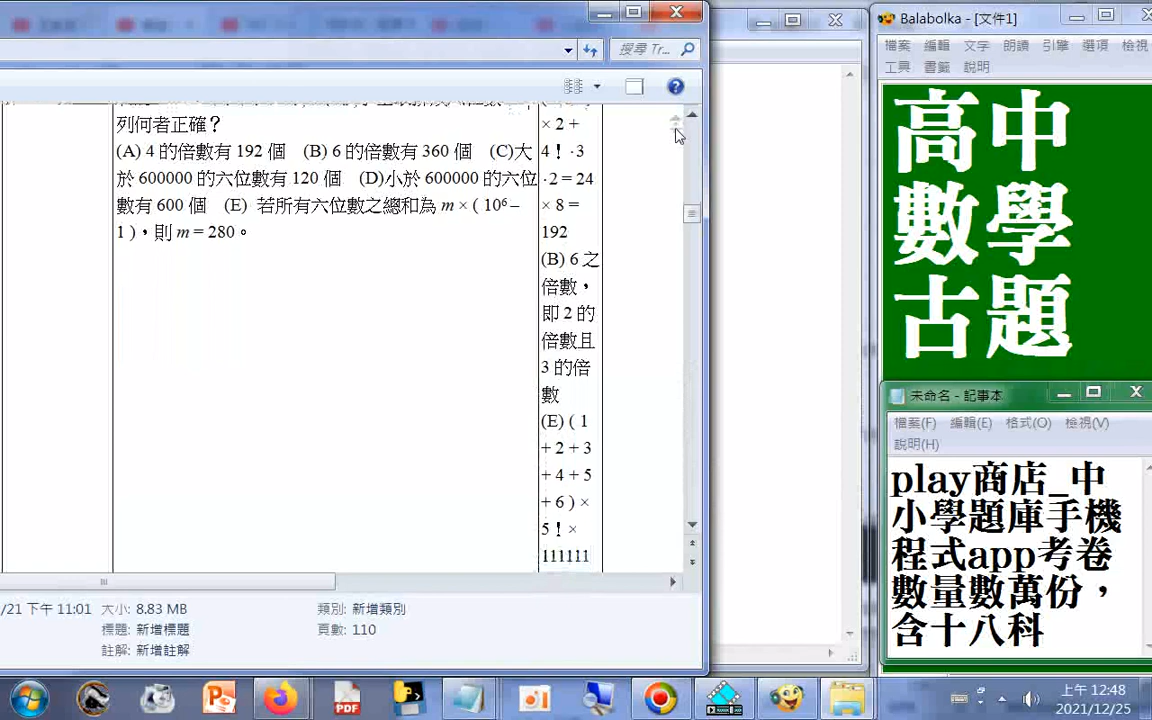 搜尋 Tr...
列何者正確？
(A) 4 的倍數有 192 個 (B) 6 的倍數有 360 個 (C)大
於 600000 的六位數有 120 個 (D)小於 600000 的六位
數有 600 個 (E) 若所有六位數之總和為 m × ( 10⁶ –
1 )，則 m = 280。
× 2 +
4！·3
·2 = 24
× 8 =
192
(B) 6 之
倍數，
即 2 的
倍數且
3 的倍
數
(E) ( 1
+ 2 + 3
+ 4 + 5
+ 6 ) ×
5！×
111111
/21 下午 11:01 大小: 8.83 MB 類別: 新增類別
標題: 新增標題 頁數: 110
註解: 新增註解
Balabolka - [文件1]
檔案 編輯 文字 朗讀 引擎 選項 檢視
工具 書籤 說明
高中
數學
古題
未命名 - 記事本
檔案(F) 編輯(E) 格式(O) 檢視(V)
說明(H)
play商店_中
小學題庫手機
程式app考卷
數量數萬份，
含十八科
PDF
上午 12:48
2021/12/25